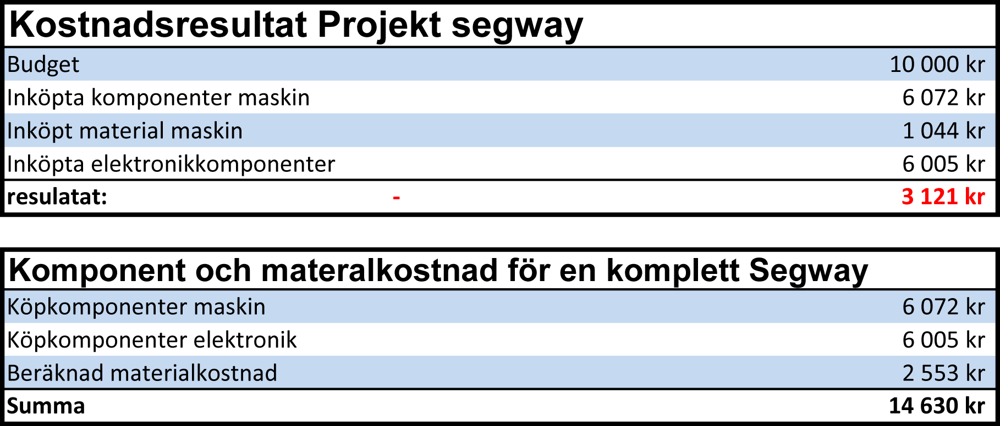 Kostnadsresultat Projekt segway
Budget 10 000 kr
Inköpta komponenter maskin 6 072 kr
Inköpt material maskin 1 044 kr
Inköpta elektronikkomponenter 6 005 kr
resulatat: - 3 121 kr
Komponent och materalkostnad för en komplett Segway
Köpkomponenter maskin 6 072 kr
Köpkomponenter elektronik 6 005 kr
Beräknad materialkostnad 2 553 kr
Summa 14 630 kr